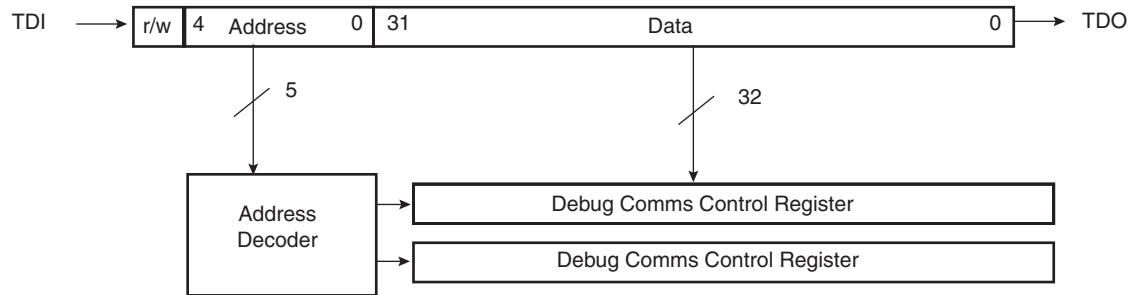 TDI r/w 4 Address 0 31 Data 0 TDO
5 32
Address
Decoder
Debug Comms Control Register
Debug Comms Control Register